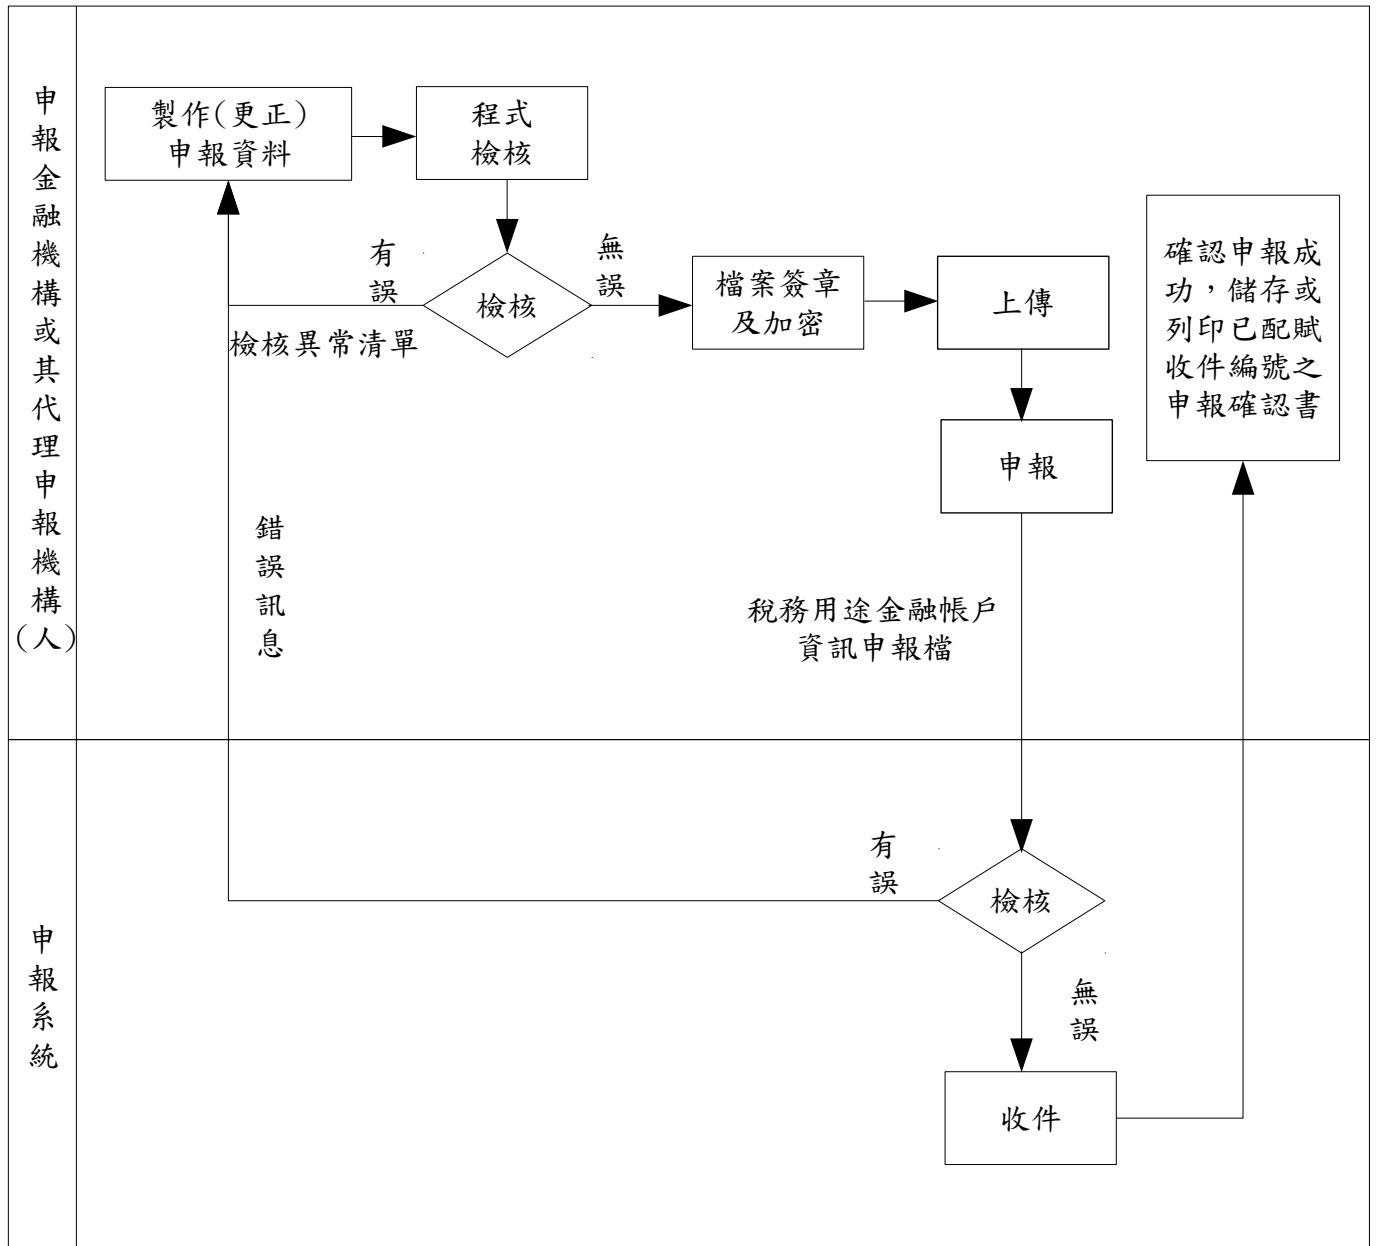 申報金融機構或其代理申報機構(人)
製作(更正)
申報資料
程式
檢核
有誤
檢核
無誤
檢核異常清單
檔案簽章
及加密
上傳
申報
確認申報成
功，儲存或
列印已配賦
收件編號之
申報確認書
錯誤訊息
稅務用途金融帳戶
資訊申報檔
申報系統
有誤
檢核
無誤
收件